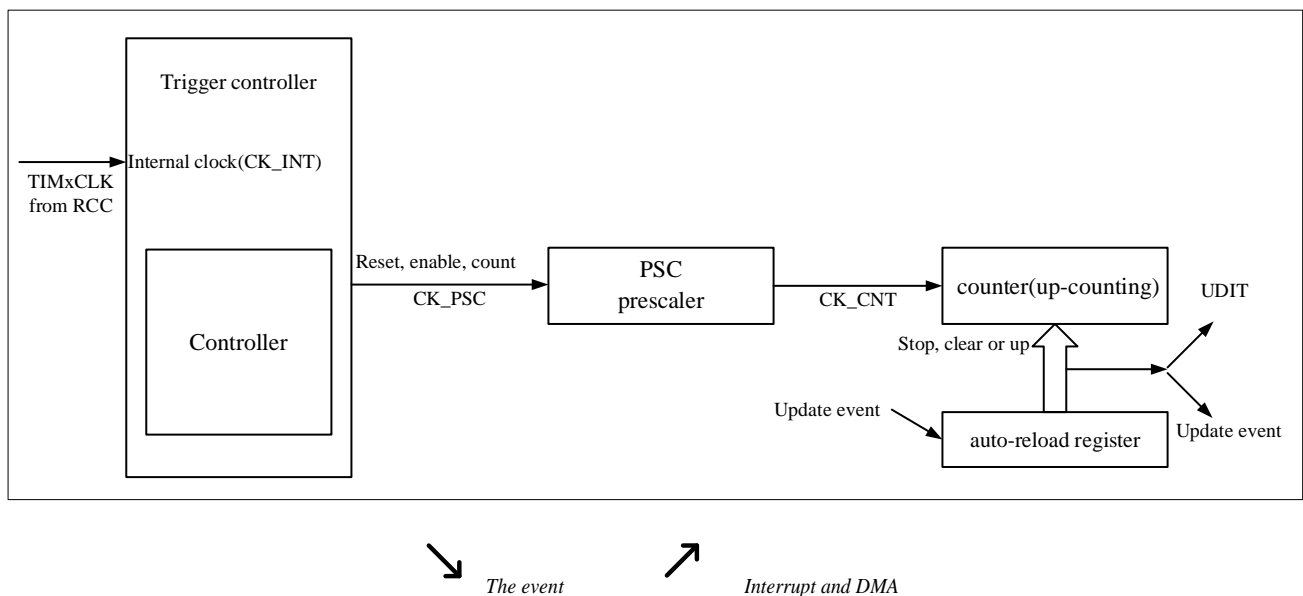 Trigger controller
Internal clock(CK_INT)
TIMxCLK
from RCC
Controller
Reset, enable, count
CK_PSC
PSC
prescaler
CK_CNT
counter(up-counting)
UDIT
Stop, clear or up
Update event
auto-reload register
Update event
The event
Interrupt and DMA